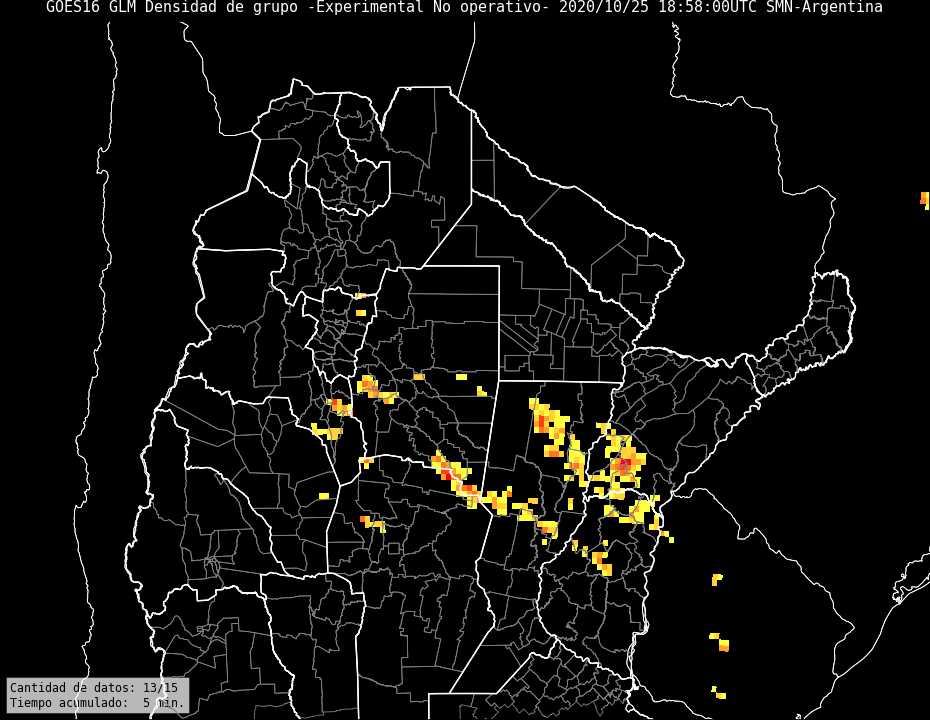 GOES16 GLM Densidad de grupo -Experimental No operativo- 2020/10/25 18:58:00UTC SMN-Argentina
Cantidad de datos: 13/15
Tiempo acumulado:  5 min.